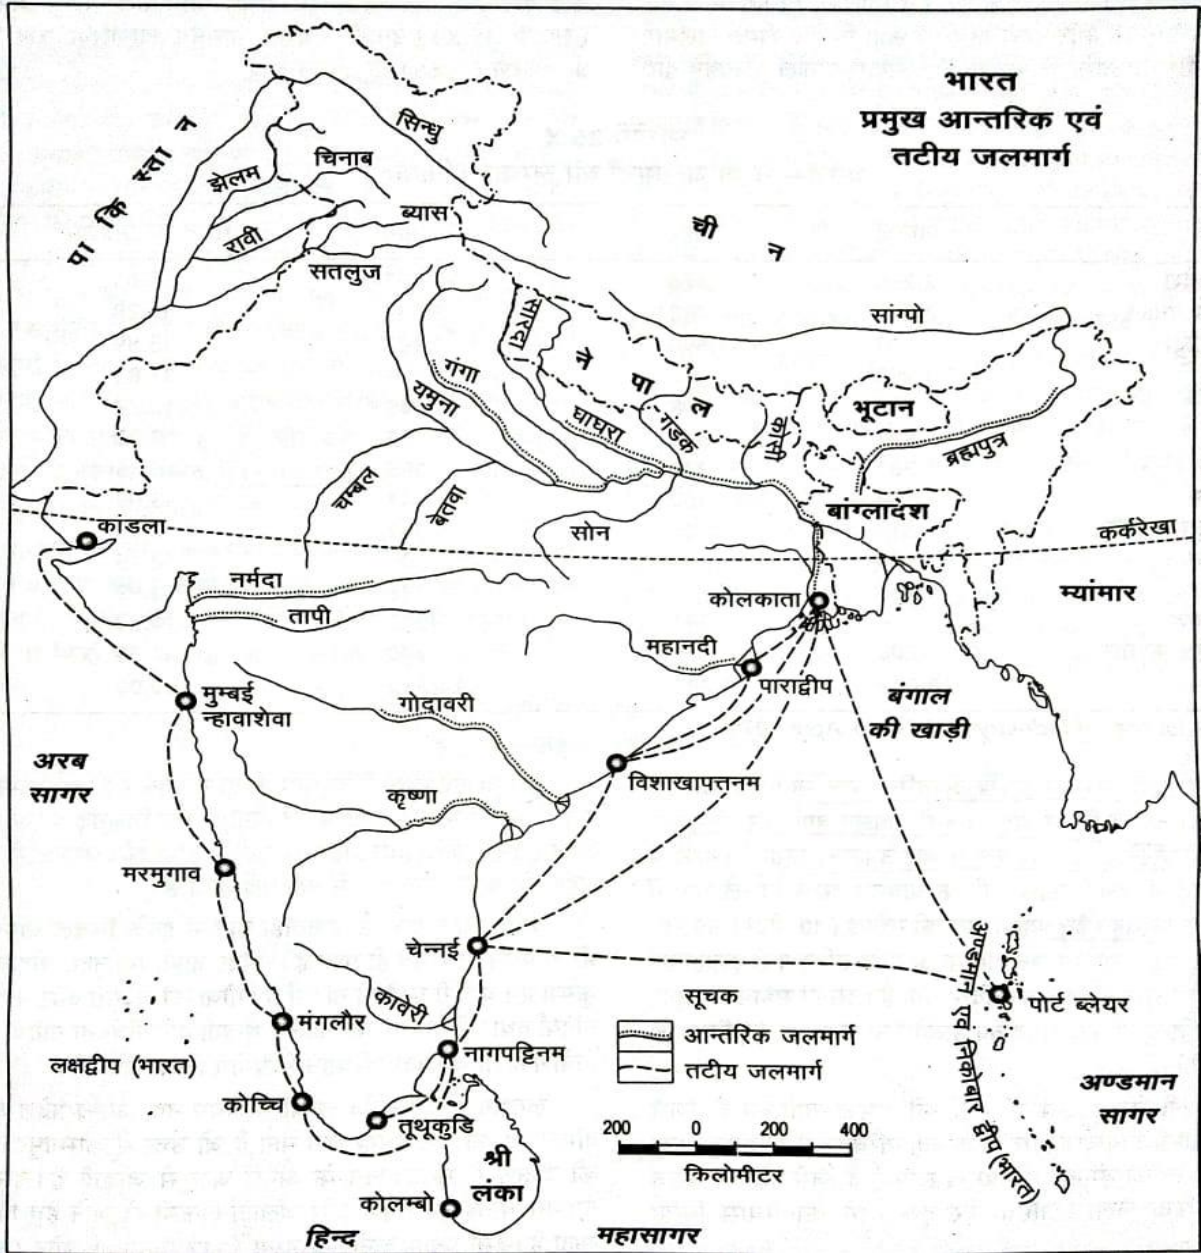 भारत
प्रमुख आन्तरिक एवं
तटीय जलमार्ग
पाकिस्तान
सिन्धु
चिनाब
झेलम
ब्यास
रावी
सतलुज
चीन
सांग्पो
सारदा
नेपाल
गंगा
यमुना
घाघरा
गंडक
कोसी
भूटान
ब्रह्मपुत्र
चम्बल
बेतवा
सोन
बांग्लादेश
कर्करेखा
कांडला
नर्मदा
तापी
कोलकाता
म्यांमार
महानदी
पाराद्वीप
मुम्बई
न्हावाशेवा
गोदावरी
बंगाल
की खाड़ी
अरब
सागर
विशाखापत्तनम
कृष्णा
मरमुगाव
चेन्नई
कावेरी
मंगलौर
लक्षद्वीप (भारत)
नागपट्टिनम
कोच्चि
तूथुकुडि
श्री
लंका
कोलम्बो
हिन्द महासागर
सूचक
आन्तरिक जलमार्ग
तटीय जलमार्ग
200 0 200 400
किलोमीटर
पोर्ट ब्लेयर
अण्डमान एवं निकोबार द्वीप (भारत)
अण्डमान
सागर